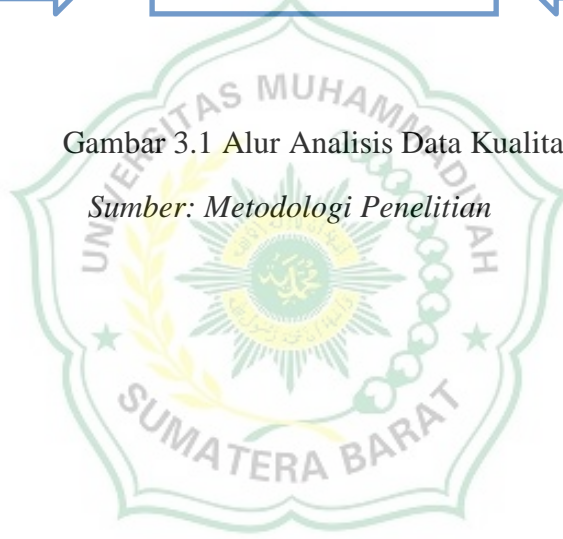 Gambar 3.1 Alur Analisis Data Kualita
Sumber: Metodologi Penelitian
UNIVERSITAS MUHAMMADIYAH
SUMATERA BARAT